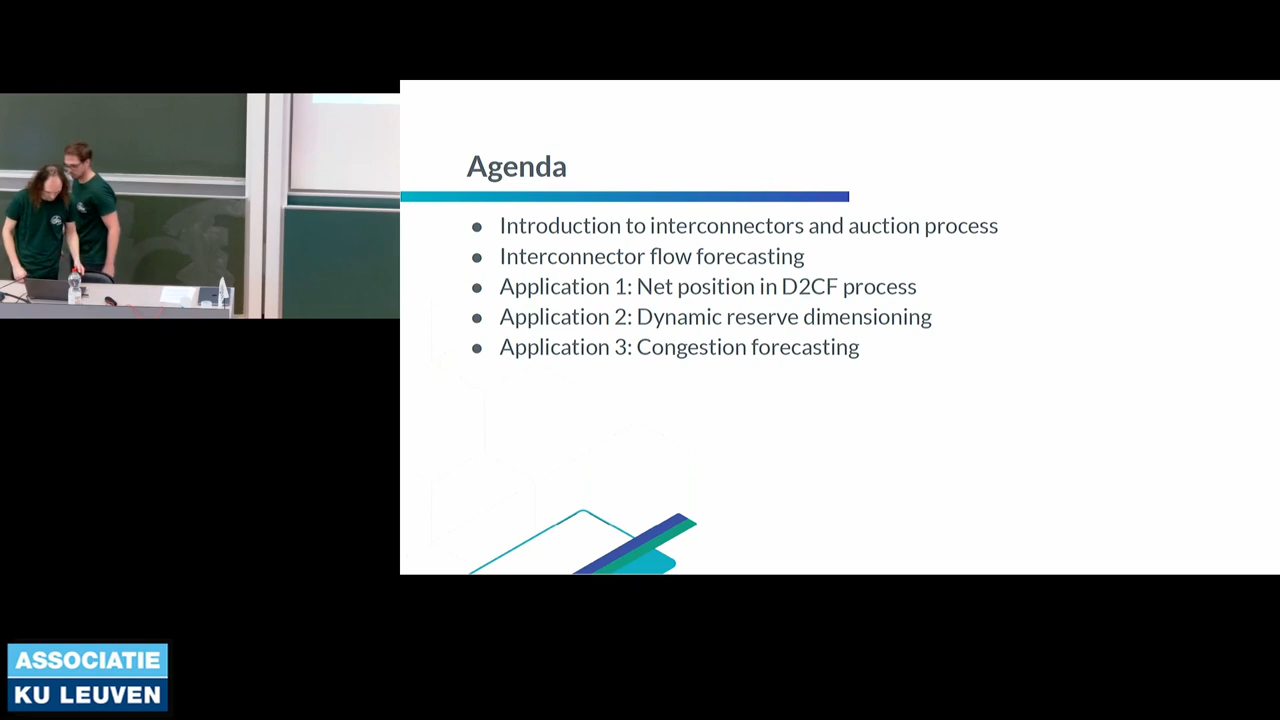 Agenda
● Introduction to interconnectors and auction process
● Interconnector flow forecasting
● Application 1: Net position in D2CF process
● Application 2: Dynamic reserve dimensioning
● Application 3: Congestion forecasting
ASSOCIATIE
KU LEUVEN